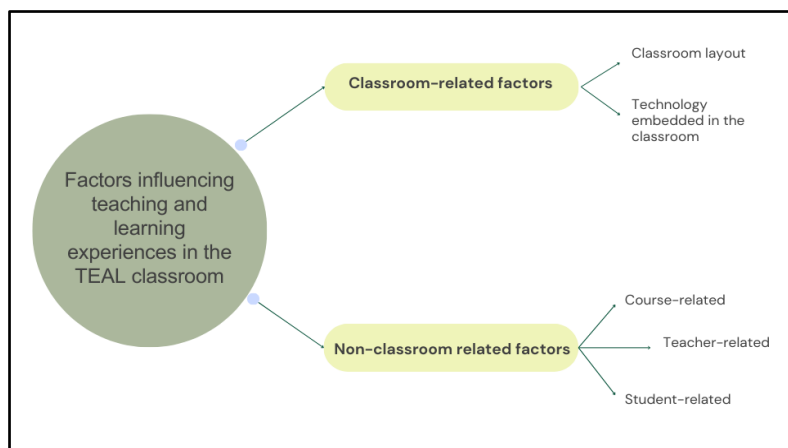 Factors influencing
teaching and
learning
experiences in the
TEAL classroom
Classroom-related factors
Classroom layout
Technology
embedded in the
classroom
Non-classroom related factors
Course-related
Teacher-related
Student-related